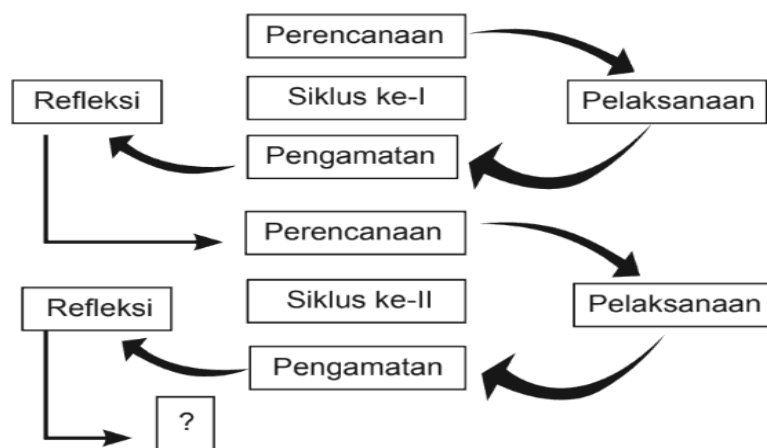 Perencanaan
Refleksi
Siklus ke-I
Pelaksanaan
Pengamatan
Perencanaan
Refleksi
Siklus ke-II
Pelaksanaan
Pengamatan
?